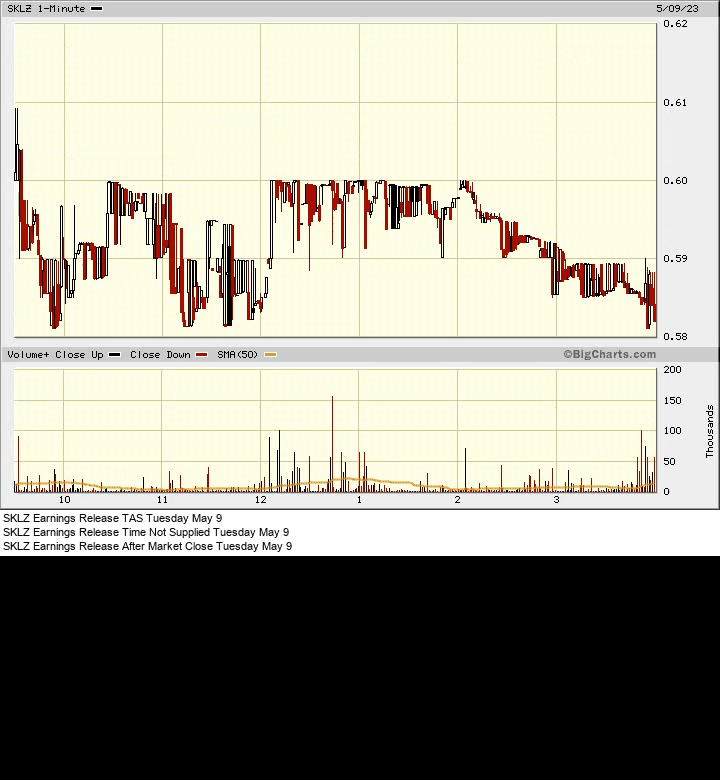 SKLZ 1-Minute 5/09/23
0.62
0.61
0.60
0.59
0.58
Volume+ Close Up Close Down SMA(50) ©BigCharts.com
200
150
100
50
0
Thousands
10 11 12 1 2 3
SKLZ Earnings Release TAS Tuesday May 9
SKLZ Earnings Release Time Not Supplied Tuesday May 9
SKLZ Earnings Release After Market Close Tuesday May 9